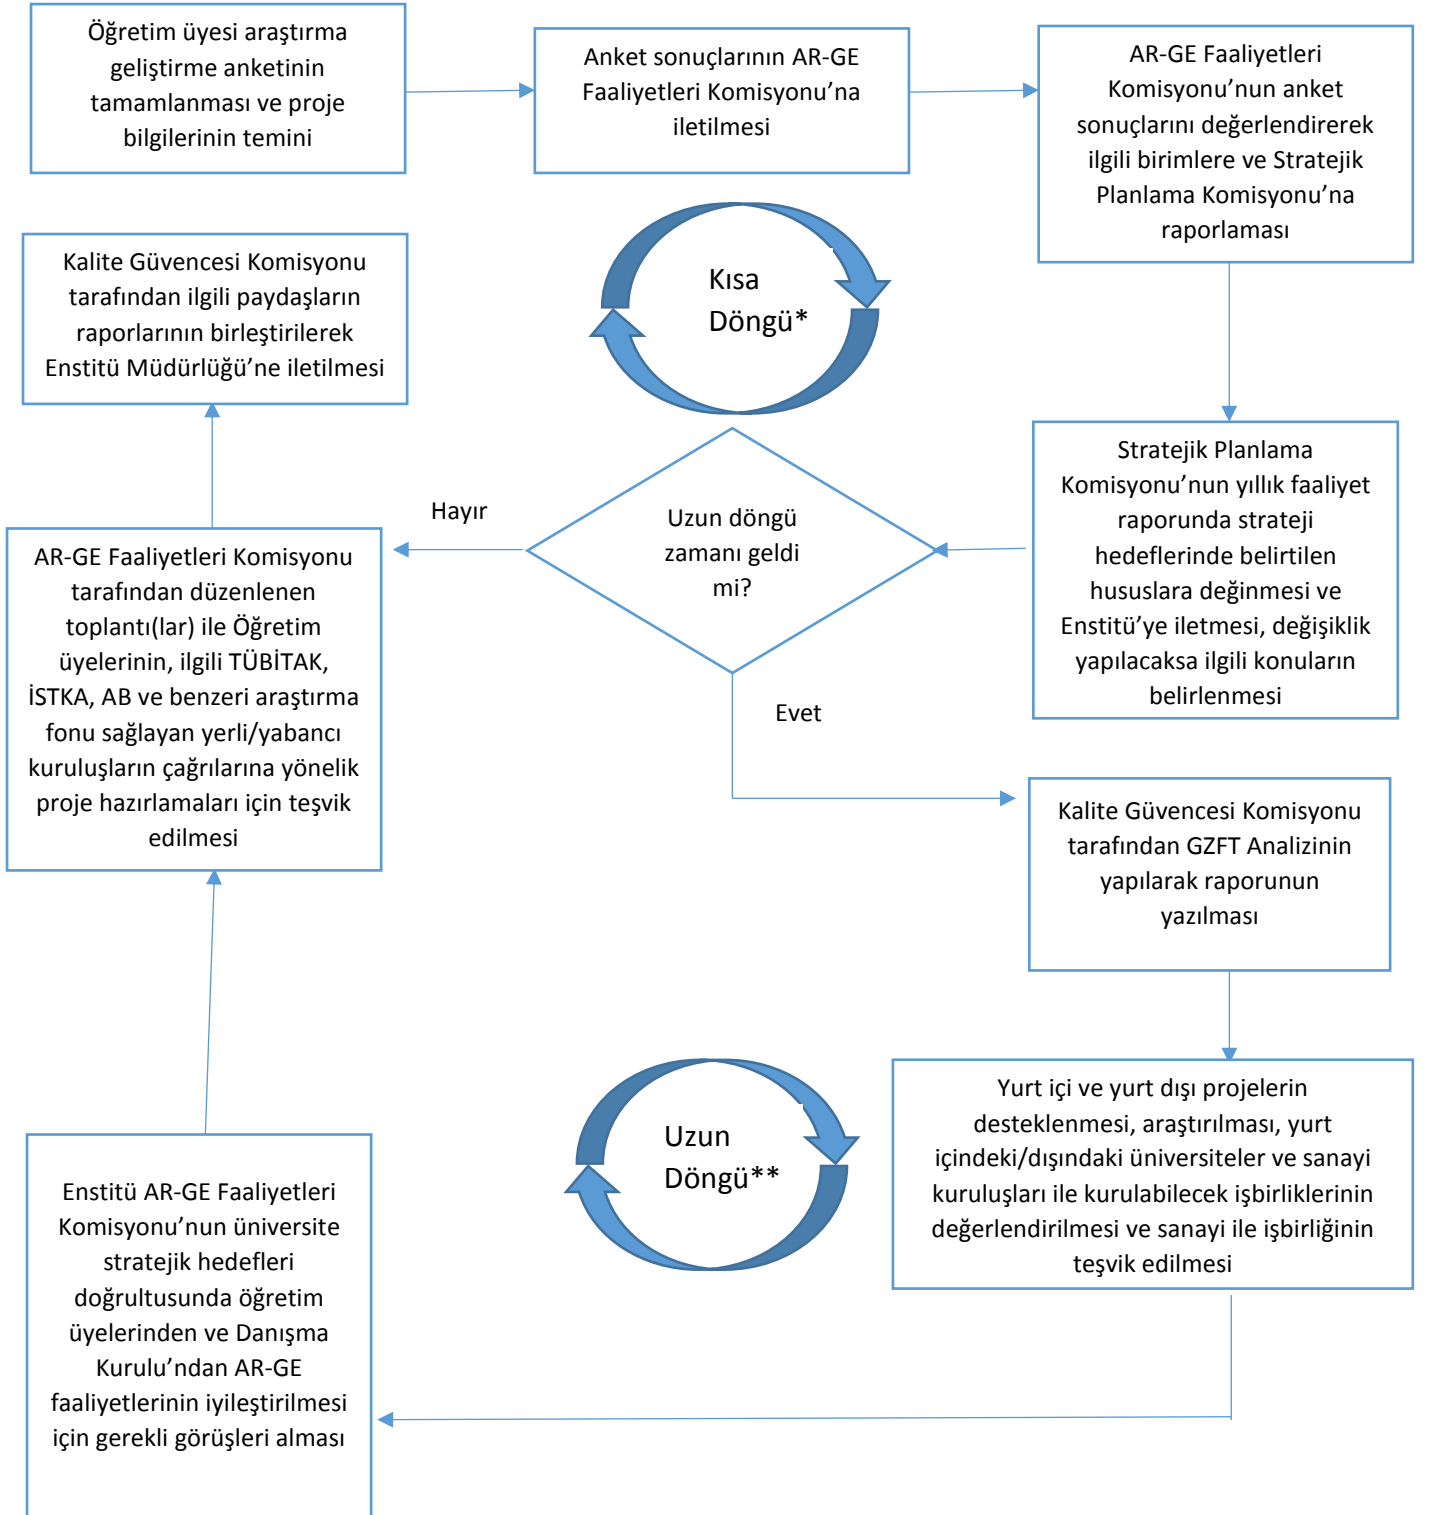 Öğretim üyesi araştırma
geliştirme anketinin
tamamlanması ve proje
bilgilerinin temini
Anket sonuçlarının AR-GE
Faaliyetleri Komisyonu’na
iletilmesi
AR-GE Faaliyetleri
Komisyonu’nun anket
sonuçlarını değerlendirerek
ilgili birimlere ve Stratejik
Planlama Komisyonu’na
raporlaması
Kalite Güvencesi Komisyonu
tarafından ilgili paydaşların
raporlarının birleştirilerek
Enstitü Müdürlüğü’ne iletilmesi
Kısa
Döngü*
Stratejik Planlama
Komisyonu’nun yıllık faaliyet
raporunda strateji
hedeflerinde belirtilen
hususlara değinmesi ve
Enstitü’ye iletmesi, değişiklik
yapılacaksa ilgili konuların
belirlenmesi
Uzun döngü
zamanı geldi
mi?
Hayır
AR-GE Faaliyetleri Komisyonu
tarafından düzenlenen
toplantı(lar) ile Öğretim
üyelerinin, ilgili TÜBİTAK,
İSTKA, AB ve benzeri araştırma
fonu sağlayan yerli/yabancı
kuruluşların çağrılarına yönelik
proje hazırlamaları için teşvik
edilmesi
Evet
Kalite Güvencesi Komisyonu
tarafından GZFT Analizinin
yapılarak raporunun
yazılması
Uzun
Döngü**
Yurt içi ve yurt dışı projelerin
desteklenmesi, araştırılması, yurt
içindeki/dışındaki üniversiteler ve sanayi
kuruluşları ile kurulabilecek işbirliklerinin
değerlendirilmesi ve sanayi ile işbirliğinin
teşvik edilmesi
Enstitü AR-GE Faaliyetleri
Komisyonu’nun üniversite
stratejik hedefleri
doğrultusunda öğretim
üyelerinden ve Danışma
Kurulu’ndan AR-GE
faaliyetlerinin iyileştirilmesi
için gerekli görüşleri alması